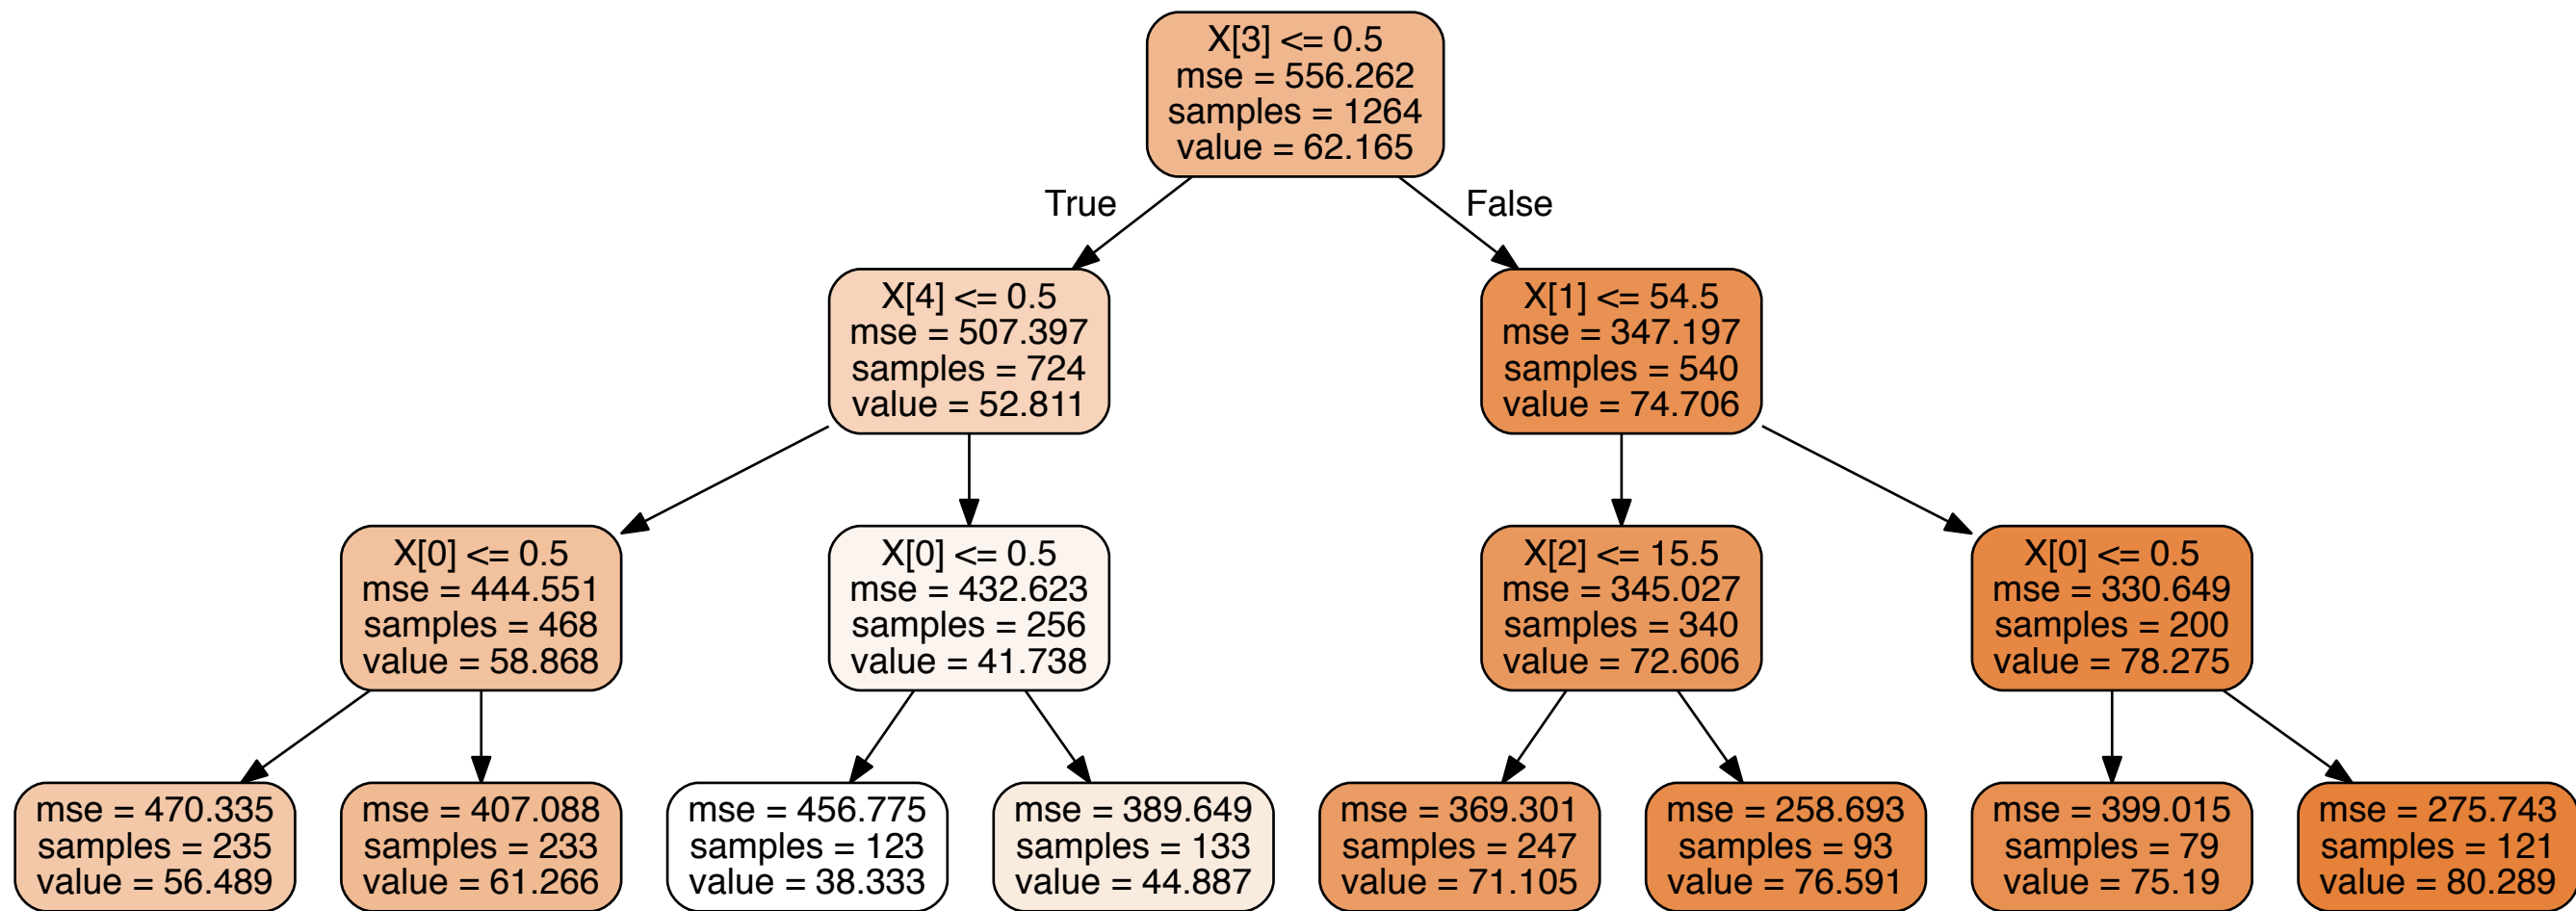 X[3] <= 0.5
mse = 556.262
samples = 1264
value = 62.165
True
False
X[4] <= 0.5
mse = 507.397
samples = 724
value = 52.811
X[1] <= 54.5
mse = 347.197
samples = 540
value = 74.706
X[0] <= 0.5
mse = 444.551
samples = 468
value = 58.868
X[0] <= 0.5
mse = 432.623
samples = 256
value = 41.738
X[2] <= 15.5
mse = 345.027
samples = 340
value = 72.606
X[0] <= 0.5
mse = 330.649
samples = 200
value = 78.275
mse = 470.335
samples = 235
value = 56.489
mse = 407.088
samples = 233
value = 61.266
mse = 456.775
samples = 123
value = 38.333
mse = 389.649
samples = 133
value = 44.887
mse = 369.301
samples = 247
value = 71.105
mse = 258.693
samples = 93
value = 76.591
mse = 399.015
samples = 79
value = 75.19
mse = 275.743
samples = 121
value = 80.289